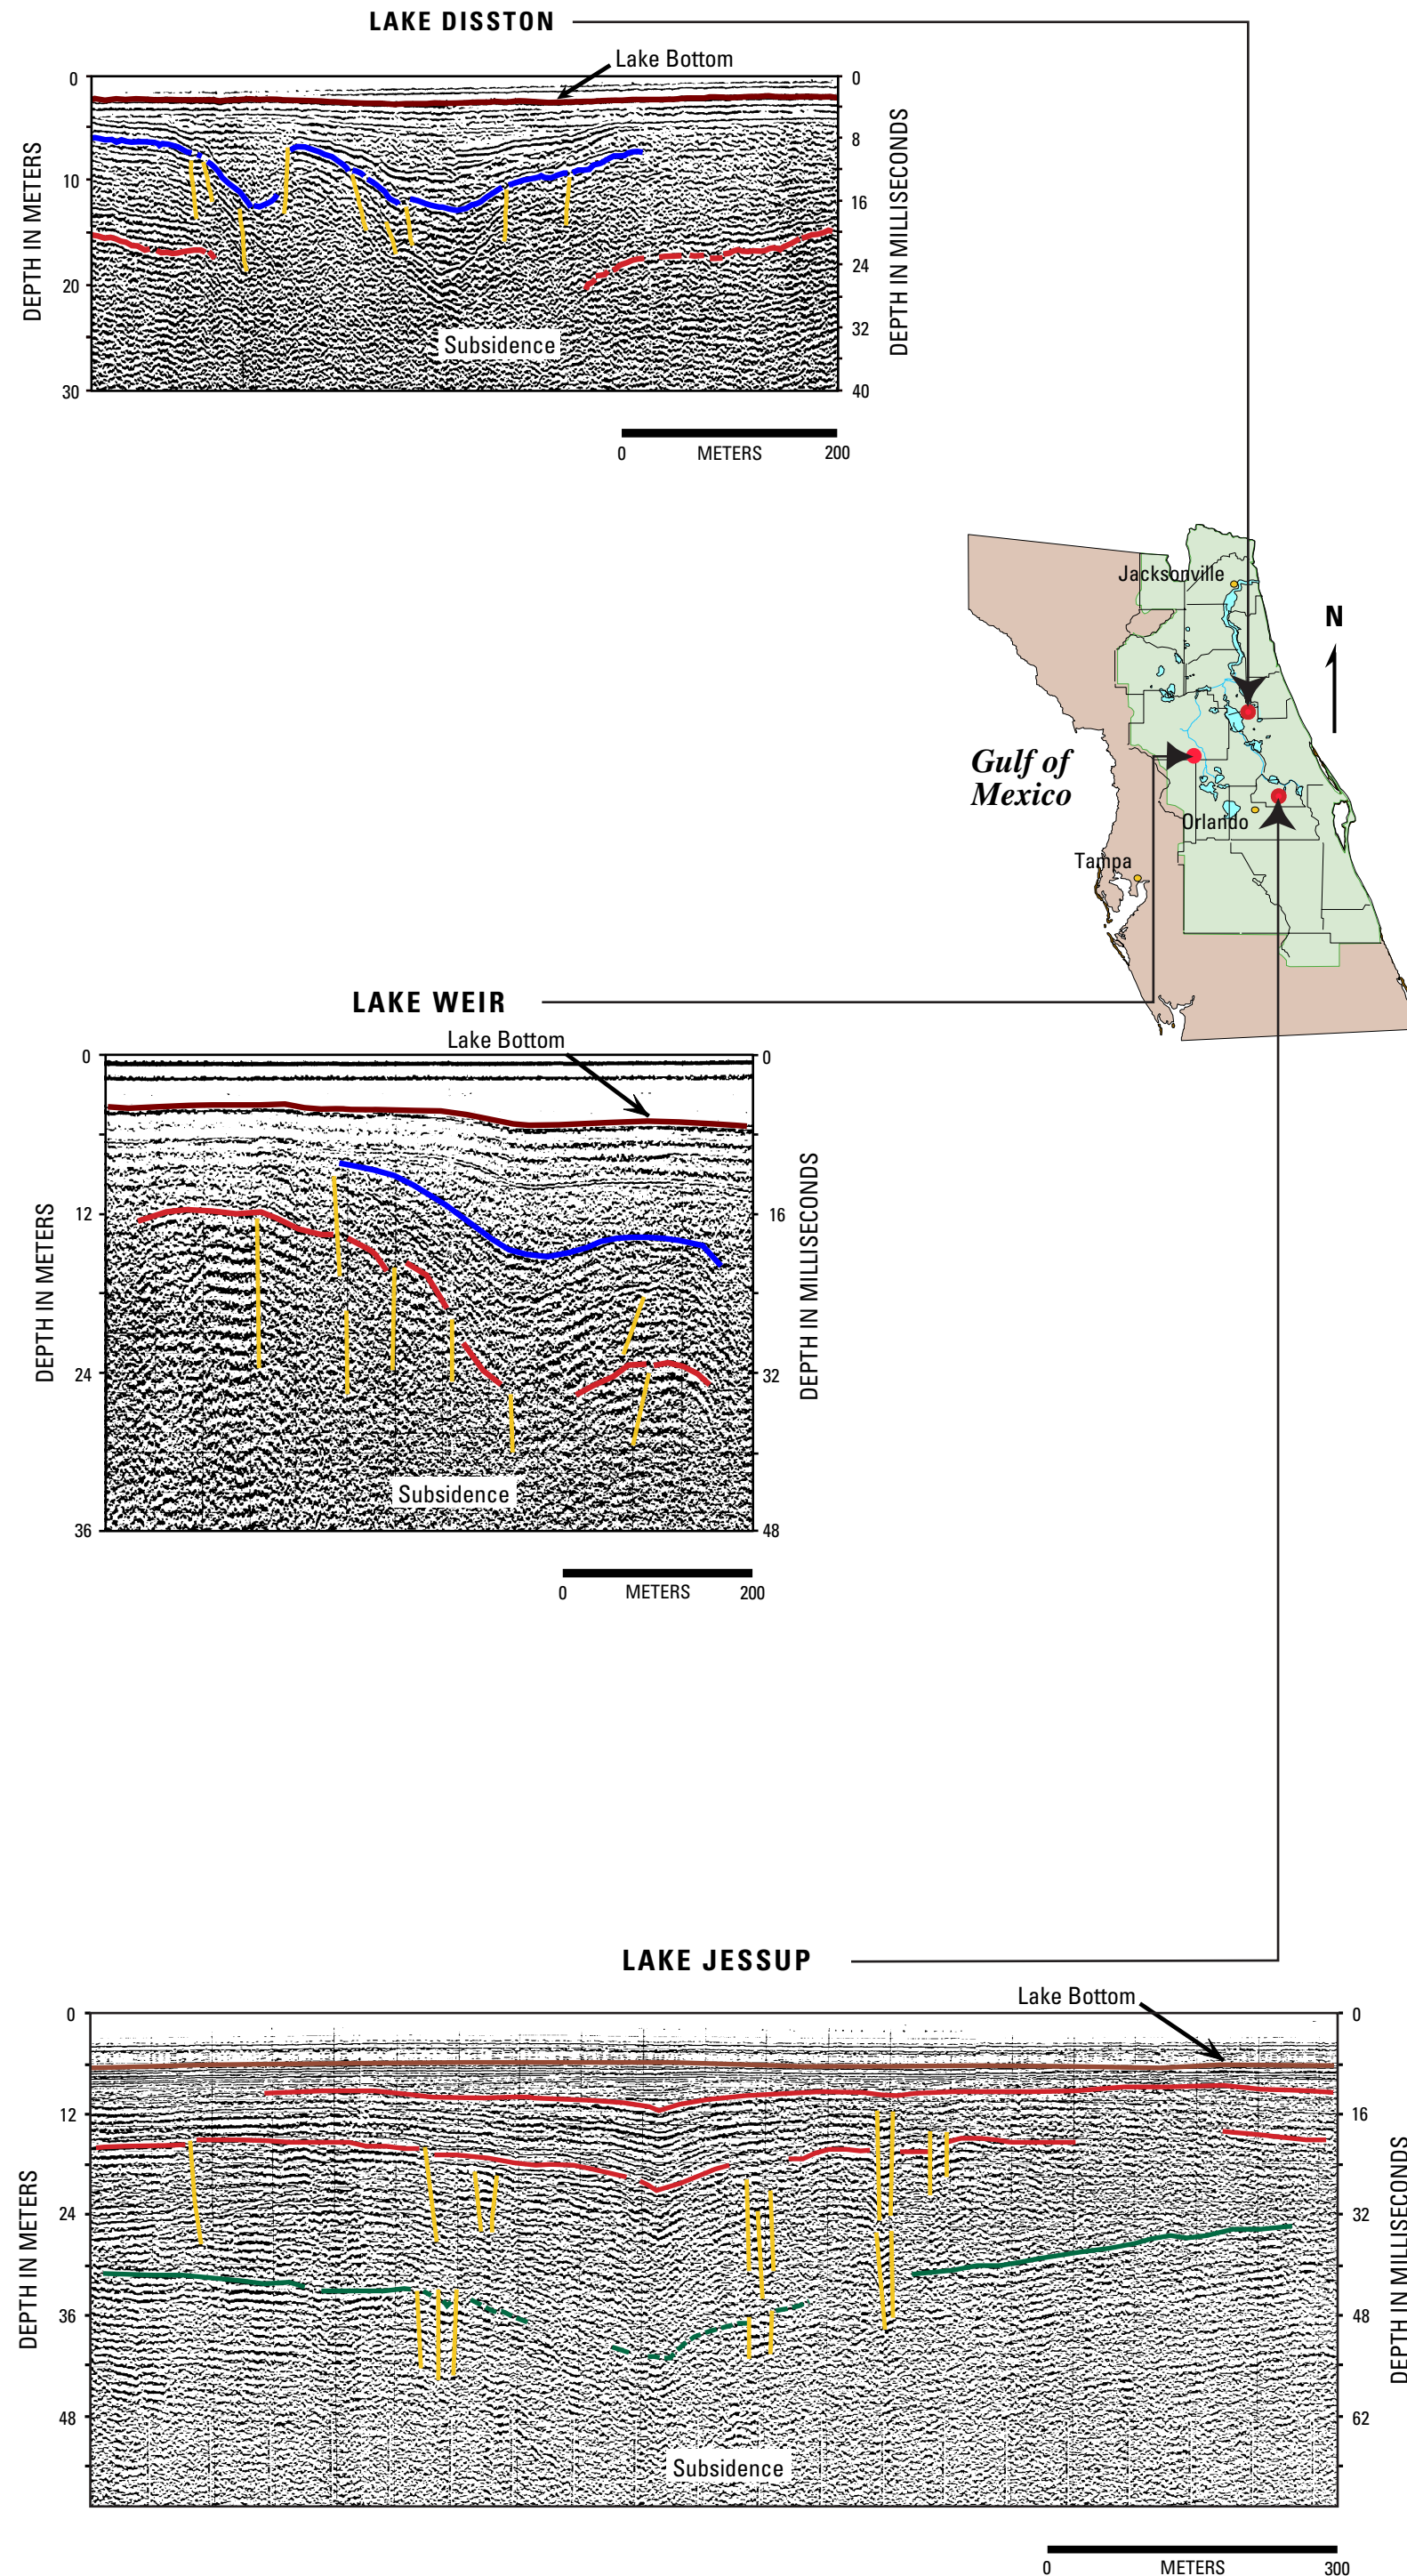 LAKE DISSTON
Lake Bottom
0
10
20
30
DEPTH IN METERS
0
8
16
24
32
40
DEPTH IN MILLISECONDS
Subsidence
0 METERS 200
Jacksonville
N
Gulf of
Mexico
Orlando
Tampa
LAKE WEIR
Lake Bottom
0
12
24
36
DEPTH IN METERS
0
16
32
48
DEPTH IN MILLISECONDS
Subsidence
0 METERS 200
LAKE JESSUP
Lake Bottom
0
12
24
36
48
DEPTH IN METERS
0
16
32
48
62
DEPTH IN MILLISECONDS
Subsidence
0 METERS 300